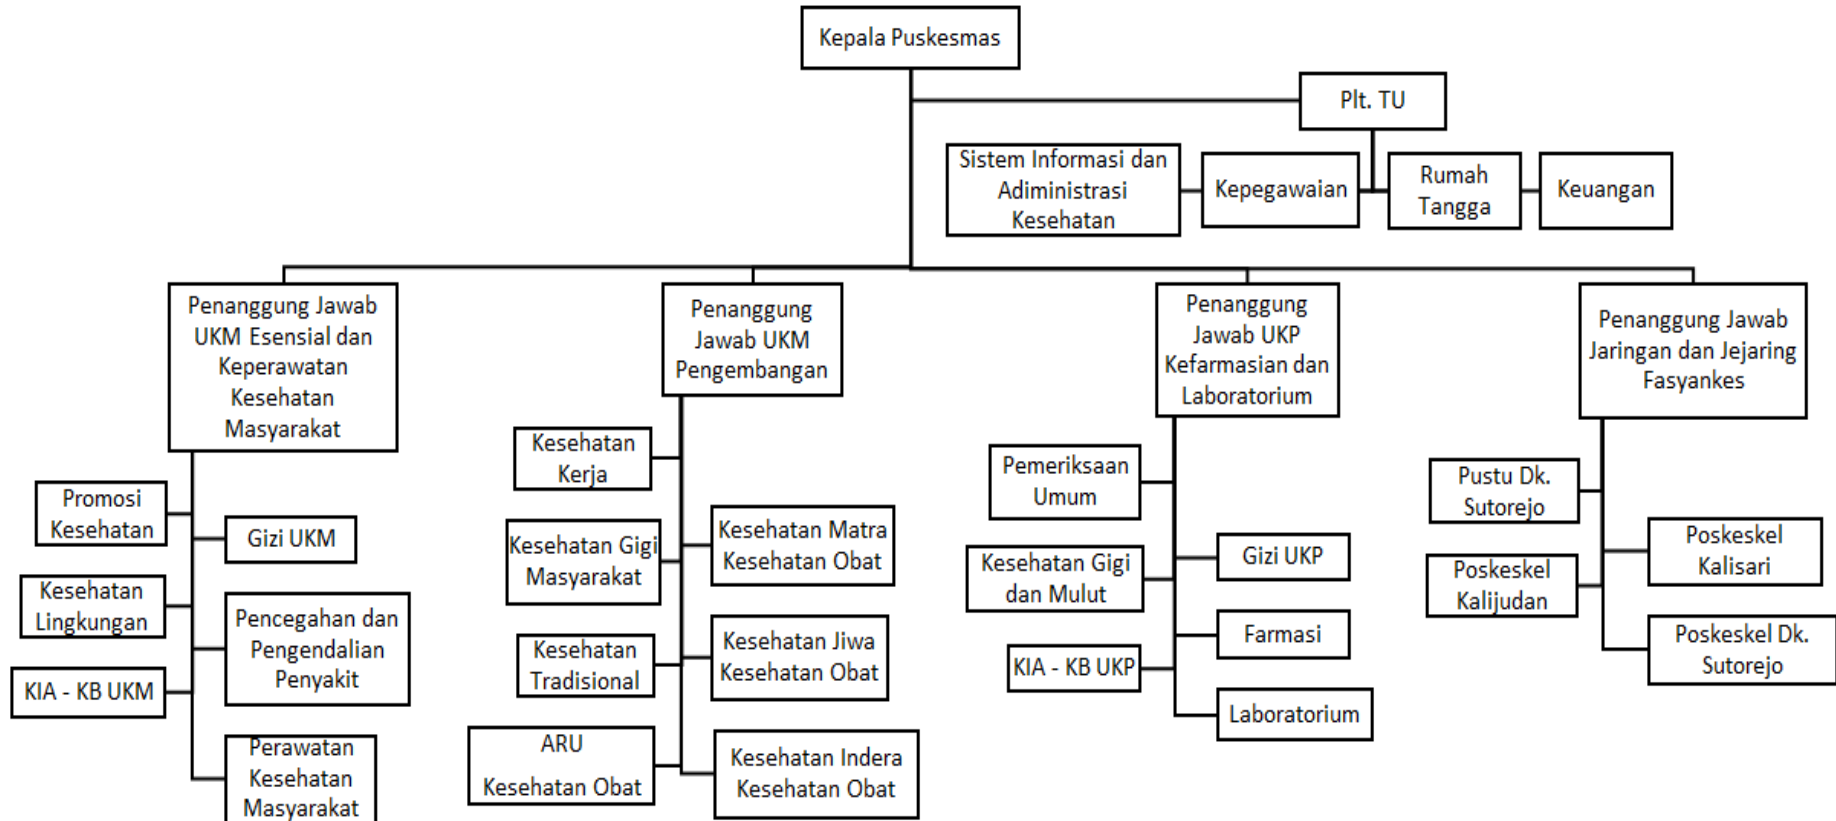 Kepala Puskesmas
Plt. TU
Sistem Informasi dan
Adiministrasi
Kesehatan
Kepegawaian
Rumah
Tangga
Keuangan
Penanggung Jawab
UKM Esensial dan
Keperawatan
Kesehatan
Masyarakat
Promosi
Kesehatan
Gizi UKM
Kesehatan
Lingkungan
Pencegahan dan
Pengendalian
Penyakit
KIA - KB UKM
Perawatan
Kesehatan
Masyarakat
Penanggung
Jawab UKM
Pengembangan
Kesehatan
Kerja
Kesehatan Gigi
Masyarakat
Kesehatan Matra
Kesehatan Obat
Kesehatan
Tradisional
Kesehatan Jiwa
Kesehatan Obat
ARU
Kesehatan Obat
Kesehatan Indera
Kesehatan Obat
Penanggung
Jawab UKP
Kefarmasian dan
Laboratorium
Pemeriksaan
Umum
Gizi UKP
Kesehatan Gigi
dan Mulut
Farmasi
KIA - KB UKP
Laboratorium
Penanggung Jawab
Jaringan dan Jejaring
Fasyankes
Pustu Dk.
Sutorejo
Poskeskel
Kalisari
Poskeskel
Kalijudan
Poskeskel Dk.
Sutorejo